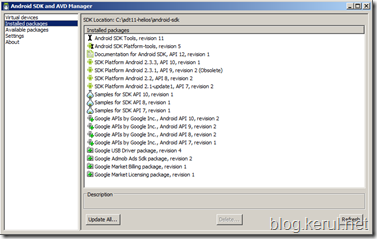 Android SDK and AVD Manager
Virtual devices
Installed packages
Available packages
Settings
About
SDK Location: C:\adt11-helios\android-sdk
Installed packages
Android SDK Tools, revision 11
Android SDK Platform-tools, revision 5
Documentation for Android SDK, API 12, revision 1
SDK Platform Android 2.3.3, API 10, revision 1
SDK Platform Android 2.3.1, API 9, revision 2 (Obsolete)
SDK Platform Android 2.2, API 8, revision 2
SDK Platform Android 2.1-update1, API 7, revision 2
Samples for SDK API 10, revision 1
Samples for SDK API 8, revision 1
Samples for SDK API 7, revision 1
Google APIs by Google Inc., Android API 10, revision 2
Google APIs by Google Inc., Android API 9, revision 2
Google APIs by Google Inc., Android API 8, revision 2
Google APIs by Google Inc., Android API 7, revision 1
Google USB Driver package, revision 4
Google Admob Ads Sdk package, revision 2
Google Market Billing package, revision 1
Google Market Licensing package, revision 1
Description
Update All...
Delete...
Refresh
blog.kerul.net